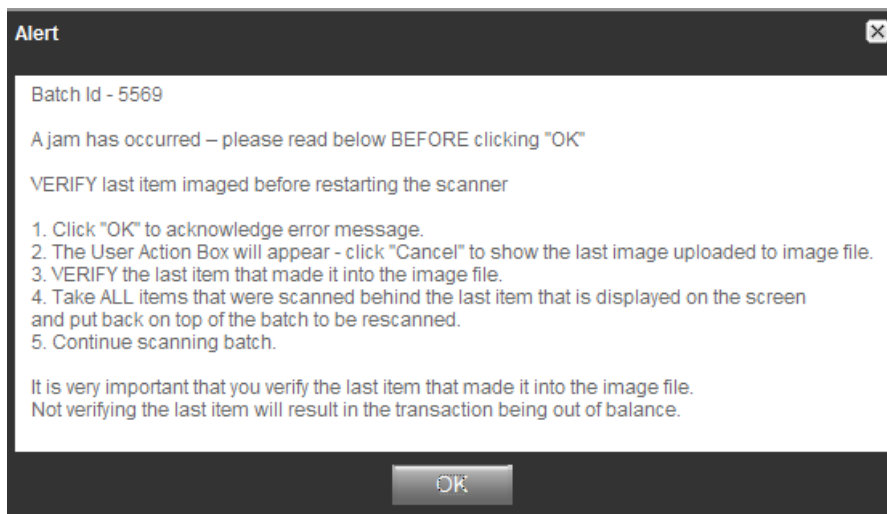 Alert
Batch Id - 5569
A jam has occurred – please read below BEFORE clicking "OK"
VERIFY last item imaged before restarting the scanner
1. Click "OK" to acknowledge error message.
2. The User Action Box will appear - click "Cancel" to show the last image uploaded to image file.
3. VERIFY the last item that made it into the image file.
4. Take ALL items that were scanned behind the last item that is displayed on the screen
and put back on top of the batch to be rescanned.
5. Continue scanning batch.
It is very important that you verify the last item that made it into the image file.
Not verifying the last item will result in the transaction being out of balance.
OK